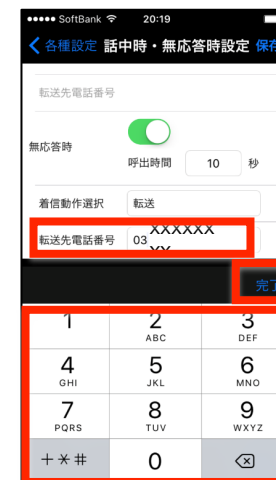 SoftBank 20:19
各種設定 話中時・無応答時設定 保存
転送先電話番号
無応答時
呼出時間 10 秒
着信動作選択 転送
転送先電話番号 03 XXXXXX
XX
完了
1 2 3
ABC DEF
4 5 6
GHI JKL MNO
7 8 9
PQRS TUV WXYZ
+*# 0